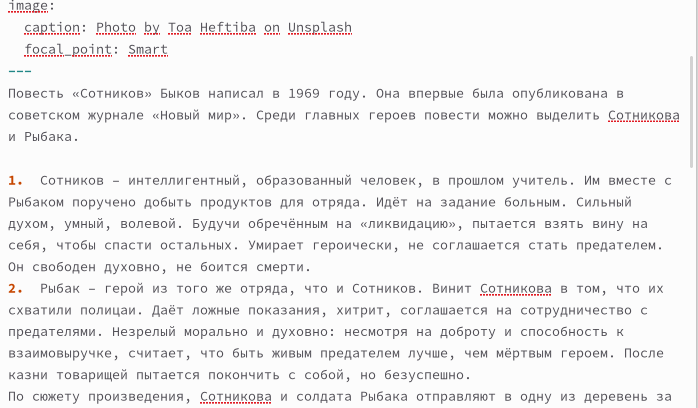 image:
caption: Photo by Toa Heftiba on Unsplash
focal_point: Smart
---
Повесть «Сотников» Быков написал в 1969 году. Она впервые была опубликована в
советском журнале «Новый мир». Среди главных героев повести можно выделить Сотникова
и Рыбака.
1. Сотников – интеллигентный, образованный человек, в прошлом учитель. Им вместе с
Рыбаком поручено добыть продуктов для отряда. Идёт на задание больным. Сильный
духом, умный, волевой. Будучи обречённым на «ликвидацию», пытается взять вину на
себя, чтобы спасти остальных. Умирает героически, не соглашается стать предателем.
Он свободен духовно, не боится смерти.
2. Рыбак – герой из того же отряда, что и Сотников. Винит Сотникова в том, что их
схватили полицаи. Даёт ложные показания, хитрит, соглашается на сотрудничество с
предателями. Незрелый морально и духовно: несмотря на доброту и способность к
взаимовыручке, считает, что быть живым предателем лучше, чем мёртвым героем. После
казни товарищей пытается покончить с собой, но безуспешно.
По сюжету произведения, Сотникова и солдата Рыбака отправляют в одну из деревень за